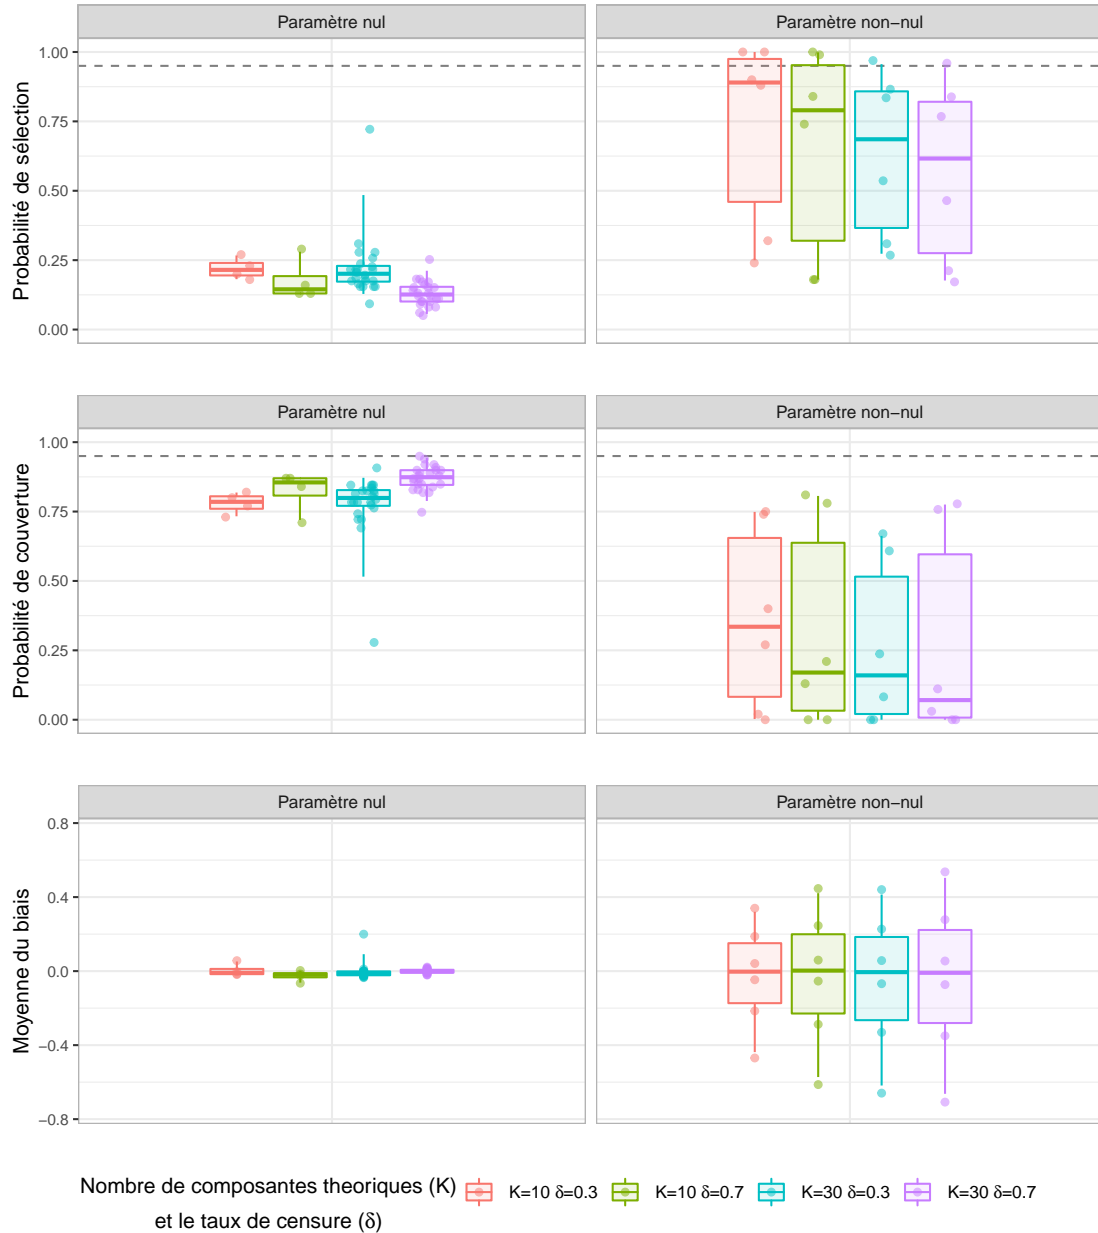 Paramètre nul
Paramètre non−nul
Probabilité de sélection
1.00
0.75
0.50
0.25
0.00
Paramètre nul
Paramètre non−nul
Probabilité de couverture
1.00
0.75
0.50
0.25
0.00
Paramètre nul
Paramètre non−nul
Moyenne du biais
0.8
0.4
0.0
−0.4
−0.8
Nombre de composantes theoriques (K)
et le taux de censure (δ)
K=10 δ=0.3
K=10 δ=0.7
K=30 δ=0.3
K=30 δ=0.7